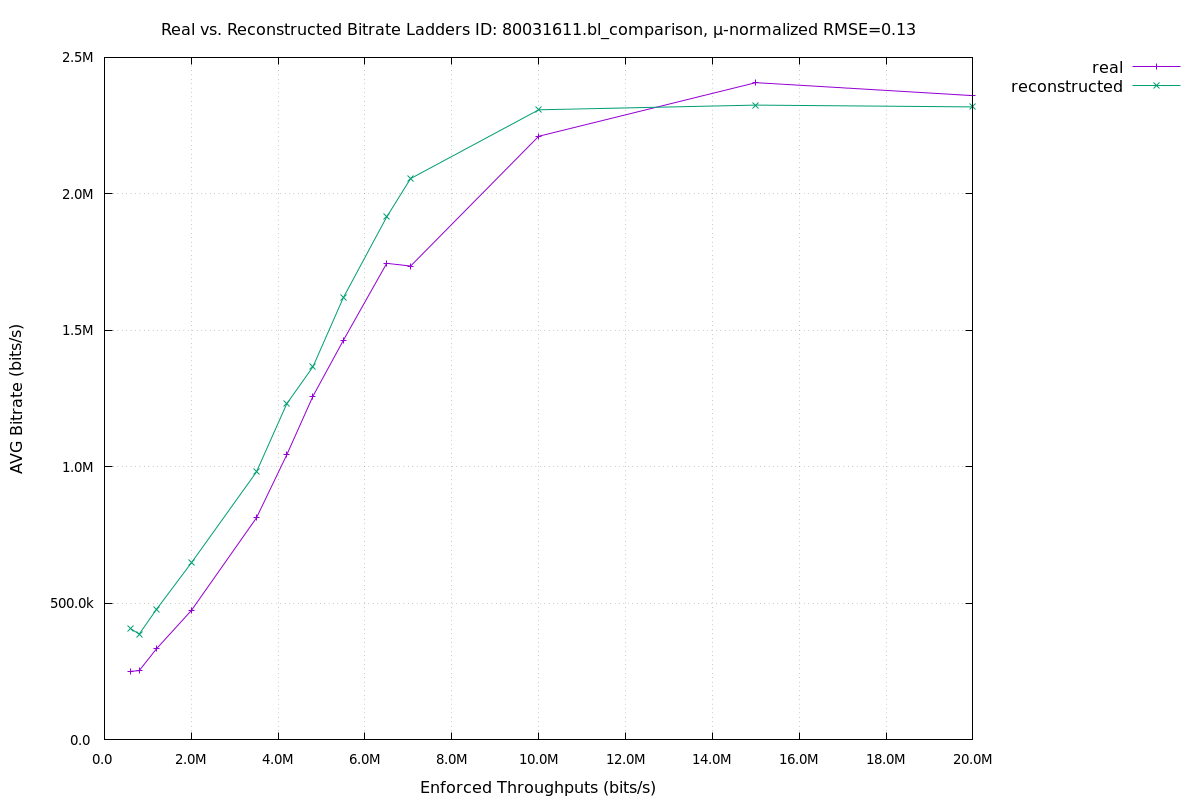 Real vs. Reconstructed Bitrate Ladders ID: 80031611.bl_comparison, μ-normalized RMSE=0.13
real
reconstructed
2.5M
2.0M
1.5M
1.0M
500.0k
0.0
AVG Bitrate (bits/s)
0.0 2.0M 4.0M 6.0M 8.0M 10.0M 12.0M 14.0M 16.0M 18.0M 20.0M
Enforced Throughputs (bits/s)